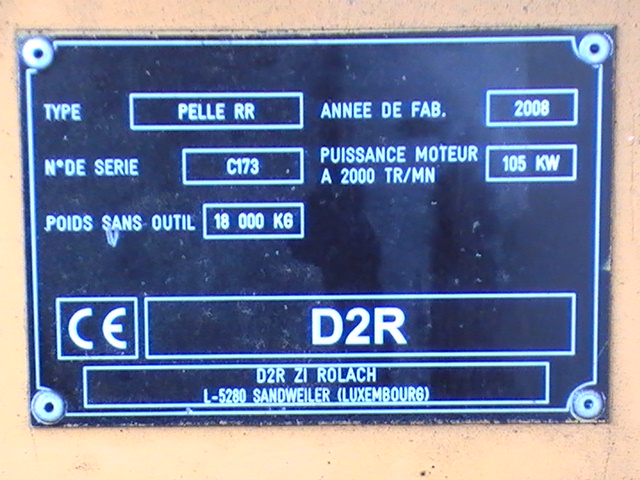 TYPE PELLE RR ANNEE DE FAB. 2008
N°DE SERIE C173 PUISSANCE MOTEUR A 2000 TR/MN 105 KW
POIDS SANS OUTIL 18 000 KG
CE D2R
D2R ZI ROLACH
L-5280 SANDWEILER (LUXEMBOURG)